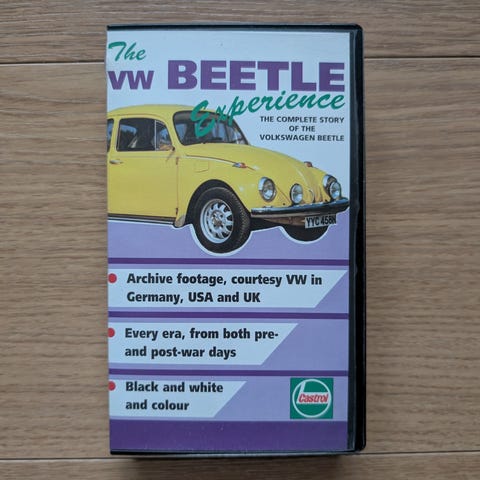 The
VW BEETLE
Experience
THE COMPLETE STORY
OF THE
VOLKSWAGEN BEETLE
YYC 458N
Archive footage, courtesy VW in
Germany, USA and UK
Every era, from both pre-
and post-war days
Black and white
and colour
Castrol